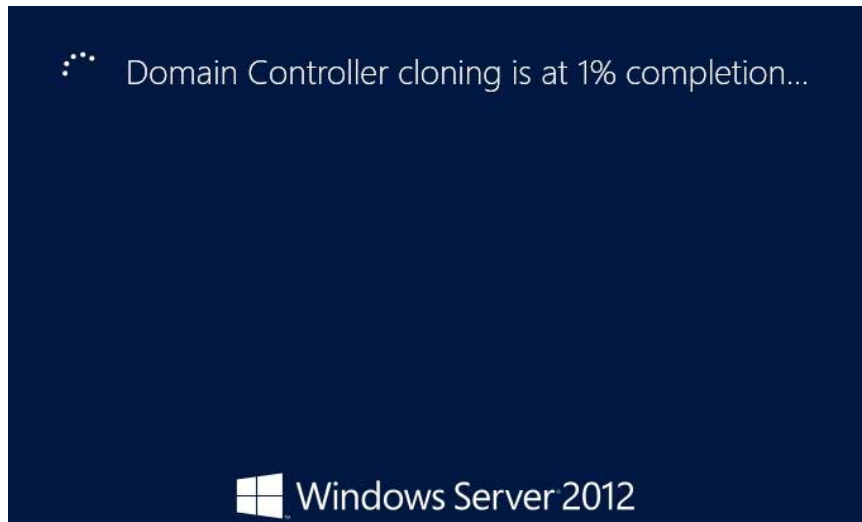 Domain Controller cloning is at 1% completion...
Windows Server 2012